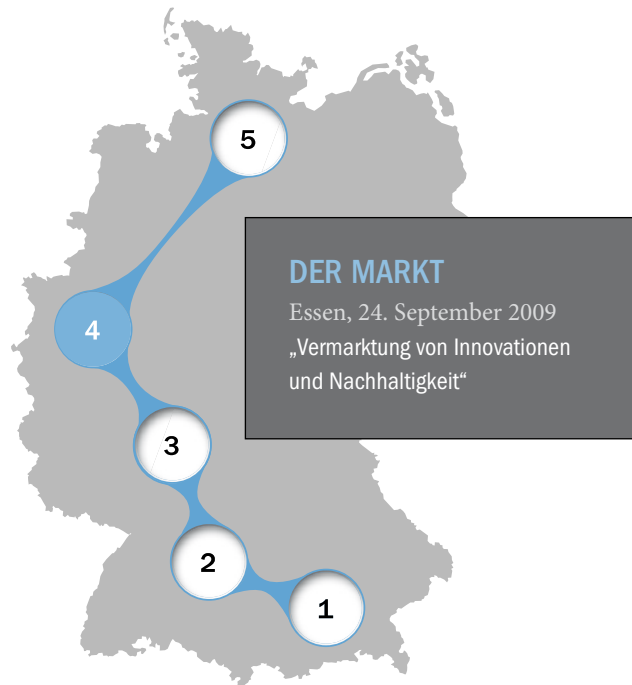 5
DER MARKT
Essen, 24. September 2009
„Vermarktung von Innovationen
und Nachhaltigkeit“
4
3
2
1